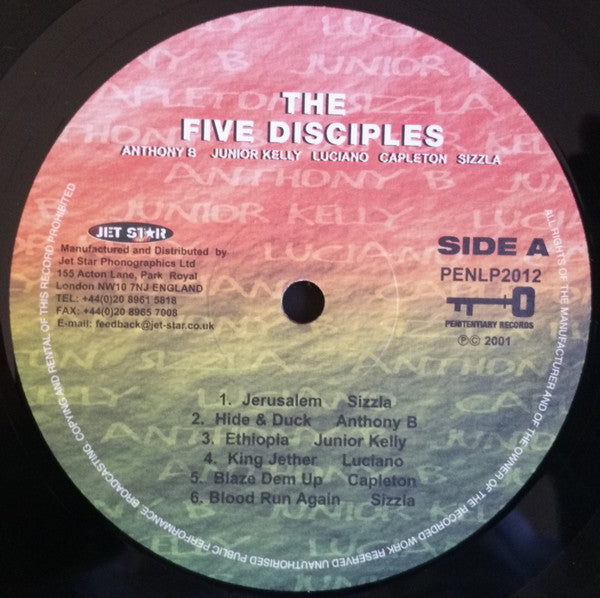 THE
FIVE DISCIPLES
ANTHONY B JUNIOR KELLY LUCIANO CAPLETON SIZZLA
JET STAR
Manufactured and Distributed by
Jet Star Phonographics Ltd
155 Acton Lane, Park Royal
London NW10 7NJ ENGLAND
TEL: +44(0)20 8961 5818
FAX: +44(0)20 8965 7008
E-mail: feedback@jet-star.co.uk
SIDE A
PENLP2012
PENITENTIARY RECORDS
℗© 2001
1. Jerusalem Sizzla
2. Hide & Duck Anthony B
3. Ethiopia Junior Kelly
4. King Jether Luciano
5. Blaze Dem Up Capleton
6. Blood Run Again Sizzla
ALL RIGHTS OF THE MANUFACTURER AND OF THE OWNER OF THE RECORDED WORK RESERVED UNAUTHORISED PUBLIC PERFORMANCE BROADCASTING COPYING AND RENTAL OF THIS RECORD PROHIBITED